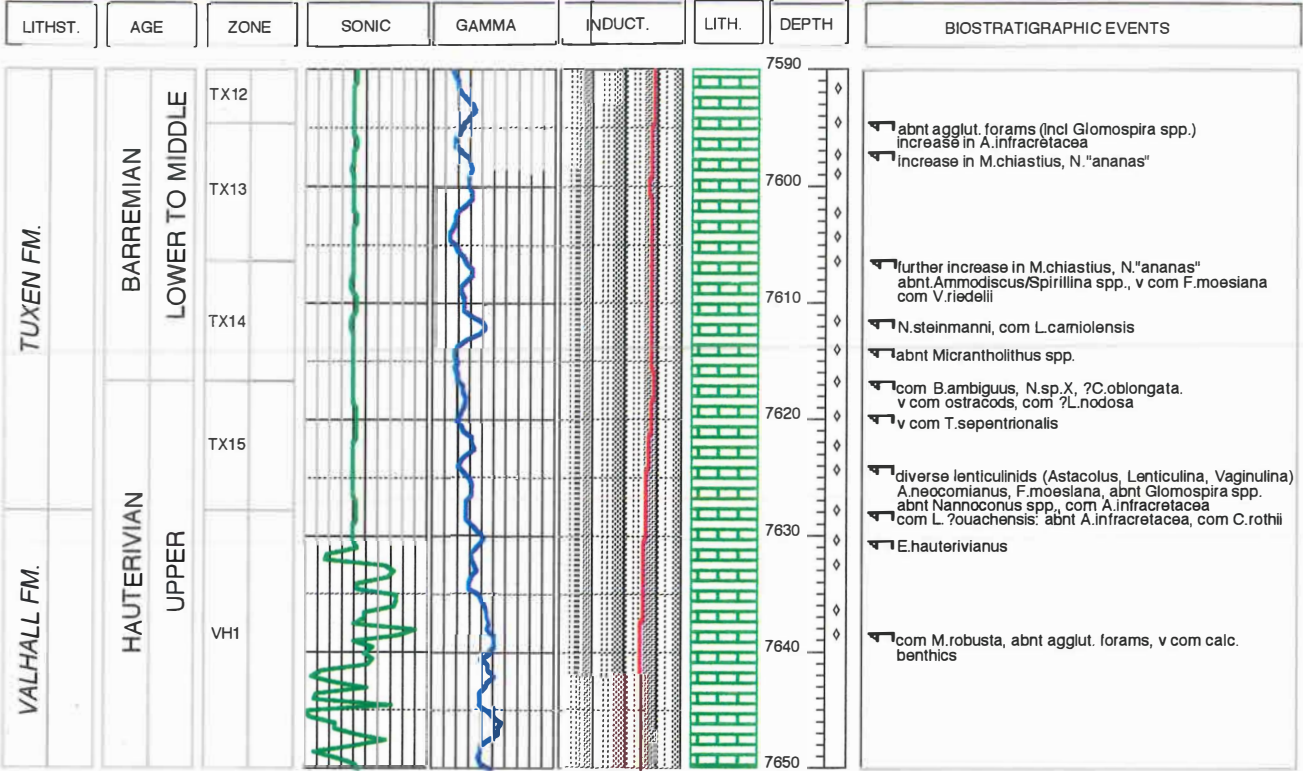 LITHST.
AGE
ZONE
SONIC
GAMMA
INDUCT.
LITH.
DEPTH
BIOSTRATIGRAPHIC EVENTS
TUXEN FM.
VALHALL FM.
BARREMIAN
LOWER TO MIDDLE
HAUTERIVIAN
UPPER
TX12
TX13
TX14
TX15
VH1
7590
7600
7610
7620
7630
7640
7650
abnt agglut. forams (incl Glomospira spp.)
increase in A.infracretacea
increase in M.chiastius, N."ananas"
further increase in M.chiastius, N."ananas"
abnt.Ammodiscus/Spirillina spp., v com F.moesiana
com V.riedelii
N.steinmanni, com L.carniolensis
abnt Micrantholithus spp.
com B.ambiguus, N.sp.X, ?C.oblongata.
v com ostracods, com ?L.nodosa
v com T.sepentrionalis
diverse lenticulinids (Astacolus, Lenticulina, Vaginulina)
A.neocomianus, F.moesiana, abnt Glomospira spp.
abnt Nannoconus spp., com A.infracretacea
com L.?ouachensis: abnt A.infracretacea, com C.rothii
E.hauterivianus
com M.robusta, abnt agglut. forams, v com calc.
benthics